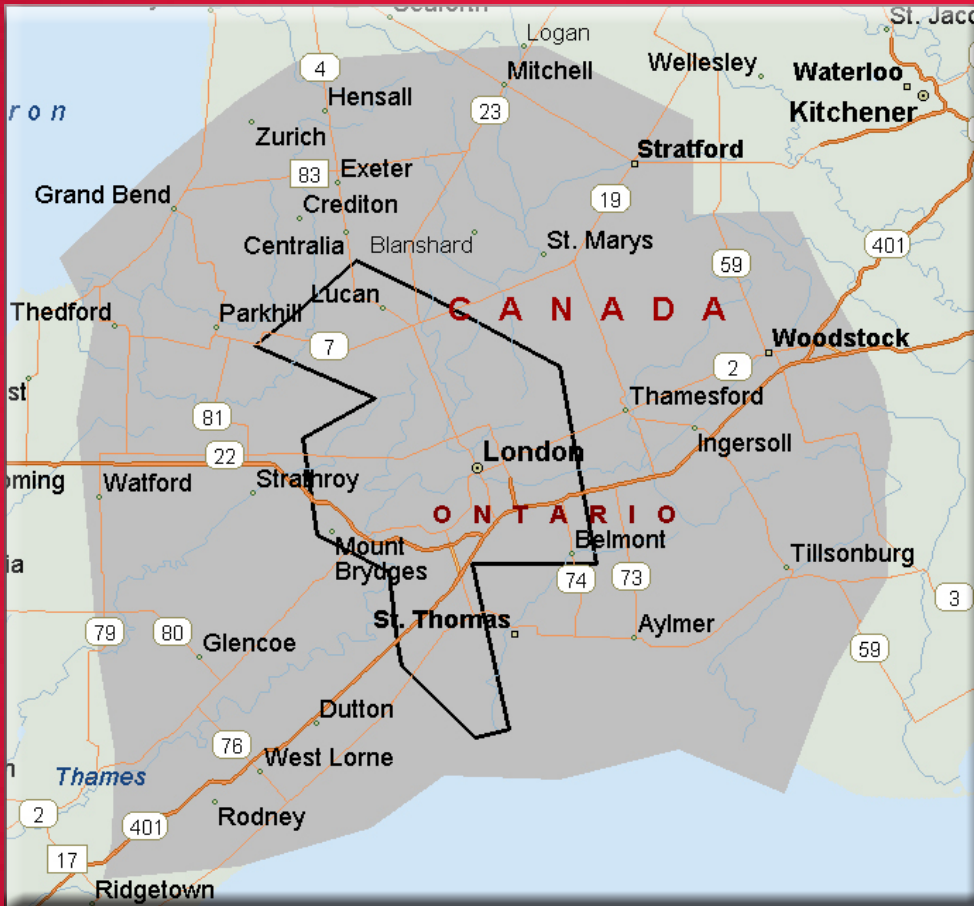 Seaforth
St. Jaco
Logan
4
Mitchell
Wellesley
Waterloo
Hensall
Kitchener
ron
23
Zurich
Stratford
83
Exeter
Grand Bend
Crediton
19
Centralia
Blanshard
St. Marys
401
59
Lucan
CANADA
Thedford
Parkhill
Woodstock
7
2
st
Thamesford
81
Ingersoll
London
22
oming
Watford
Strathroy
ONTARIO
Belmont
Mount
Brydges
Tillsonburg
ia
74
73
3
St. Thomas
79
80
Aylmer
Glencoe
59
Dutton
76
West Lorne
n
Thames
Rodney
2
401
17
Ridgetown